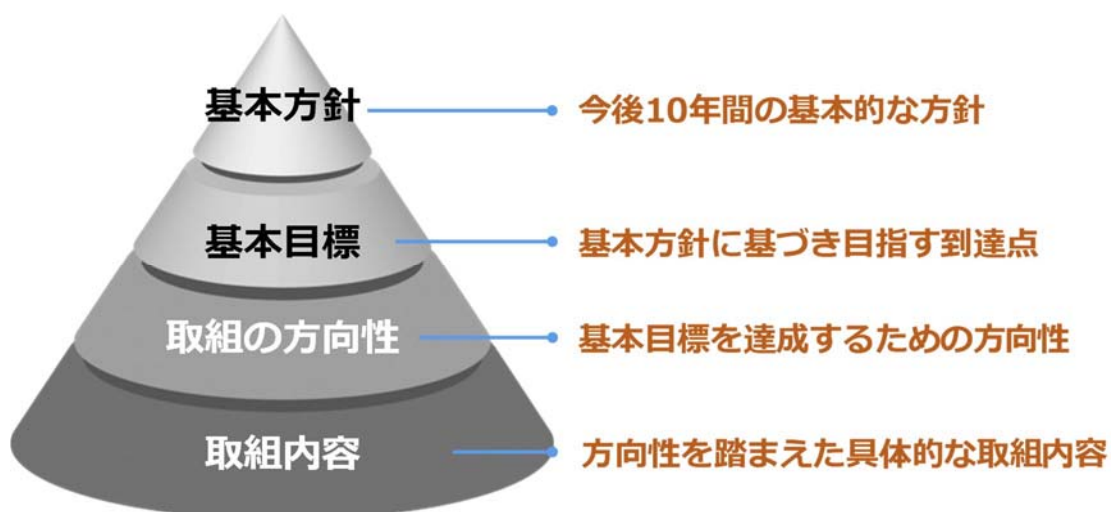 基本方針
今後10年間の基本的な方針
基本目標
基本方針に基づき目指す到達点
取組の方向性
基本目標を達成するための方向性
取組内容
方向性を踏まえた具体的な取組内容